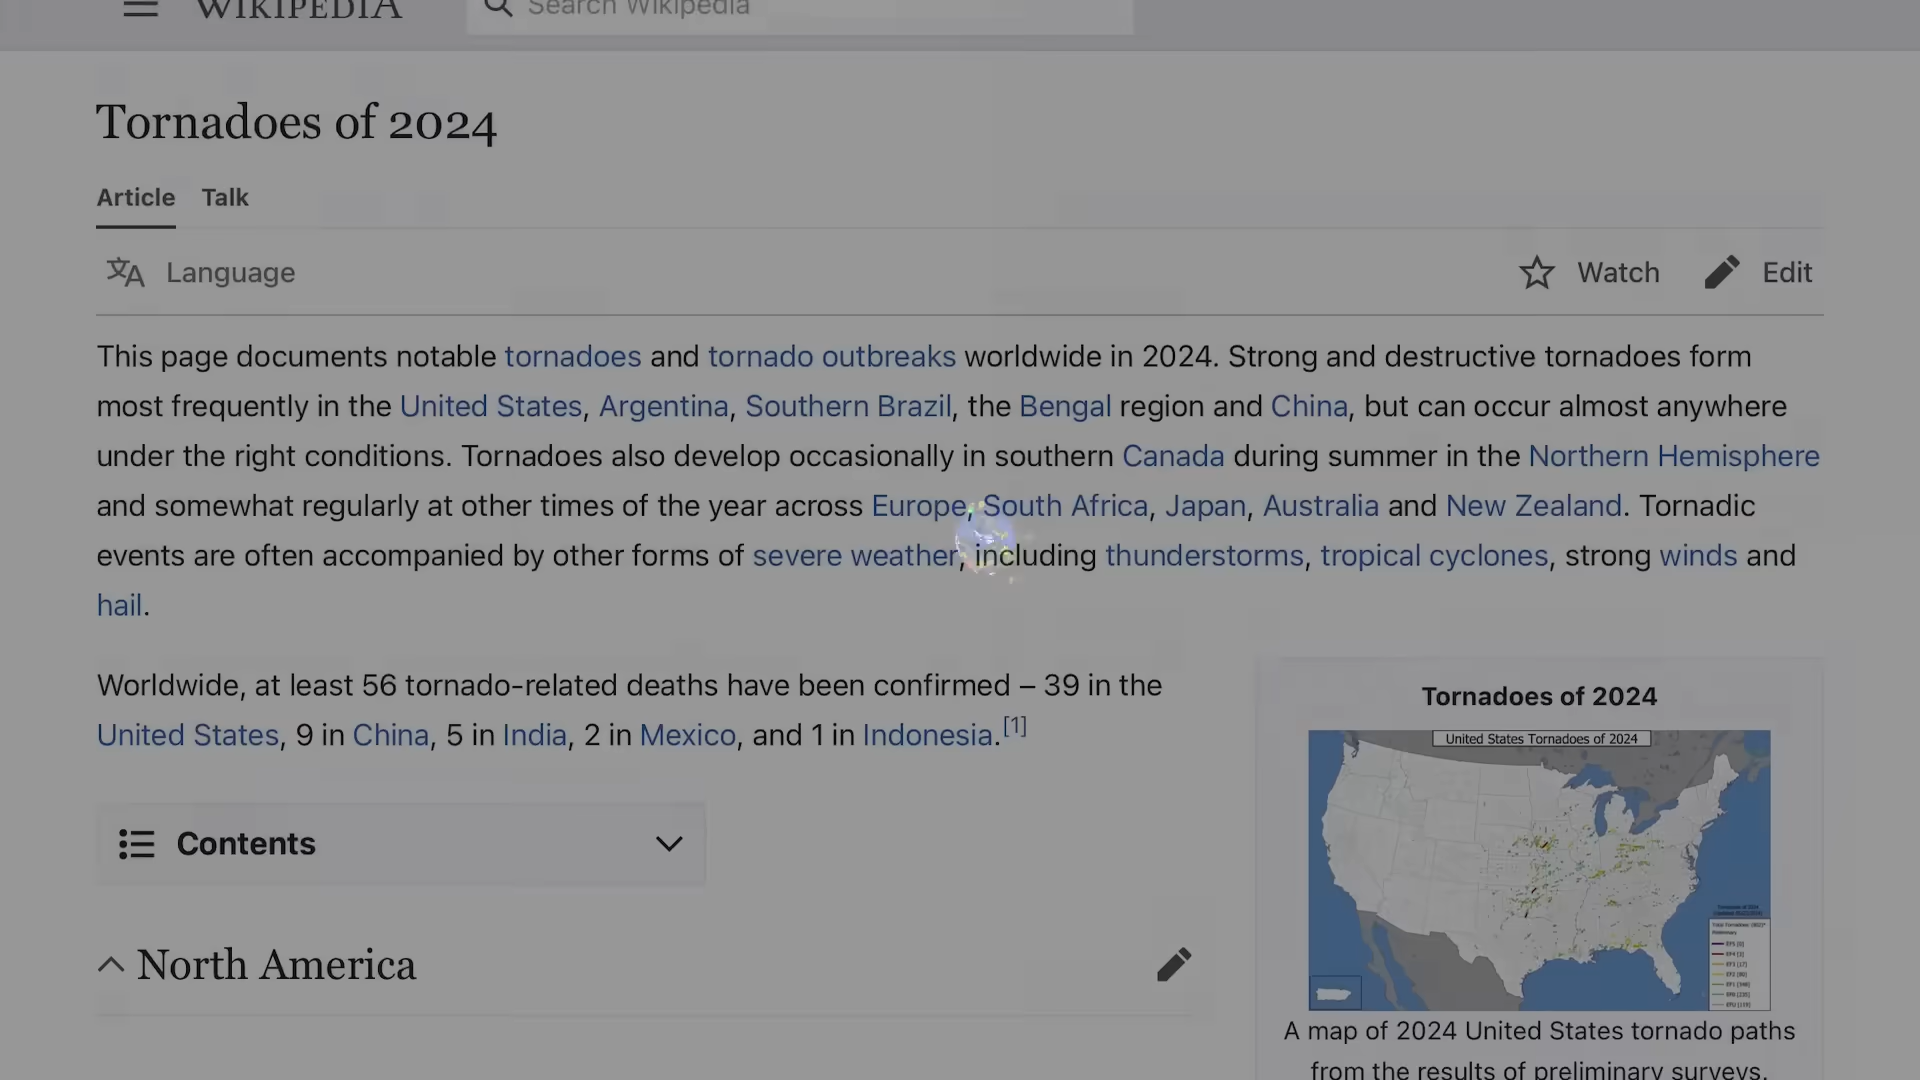 WIKIPEDIA
Search Wikipedia
Tornadoes of 2024
Article Talk
Language Watch Edit
This page documents notable tornadoes and tornado outbreaks worldwide in 2024. Strong and destructive tornadoes form
most frequently in the United States, Argentina, Southern Brazil, the Bengal region and China, but can occur almost anywhere
under the right conditions. Tornadoes also develop occasionally in southern Canada during summer in the Northern Hemisphere
and somewhat regularly at other times of the year across Europe, South Africa, Japan, Australia and New Zealand. Tornadic
events are often accompanied by other forms of severe weather, including thunderstorms, tropical cyclones, strong winds and
hail.
Worldwide, at least 56 tornado-related deaths have been confirmed – 39 in the
United States, 9 in China, 5 in India, 2 in Mexico, and 1 in Indonesia.[1]
Contents
North America
Tornadoes of 2024
United States Tornadoes of 2024
A map of 2024 United States tornado paths
from the results of preliminary surveys.